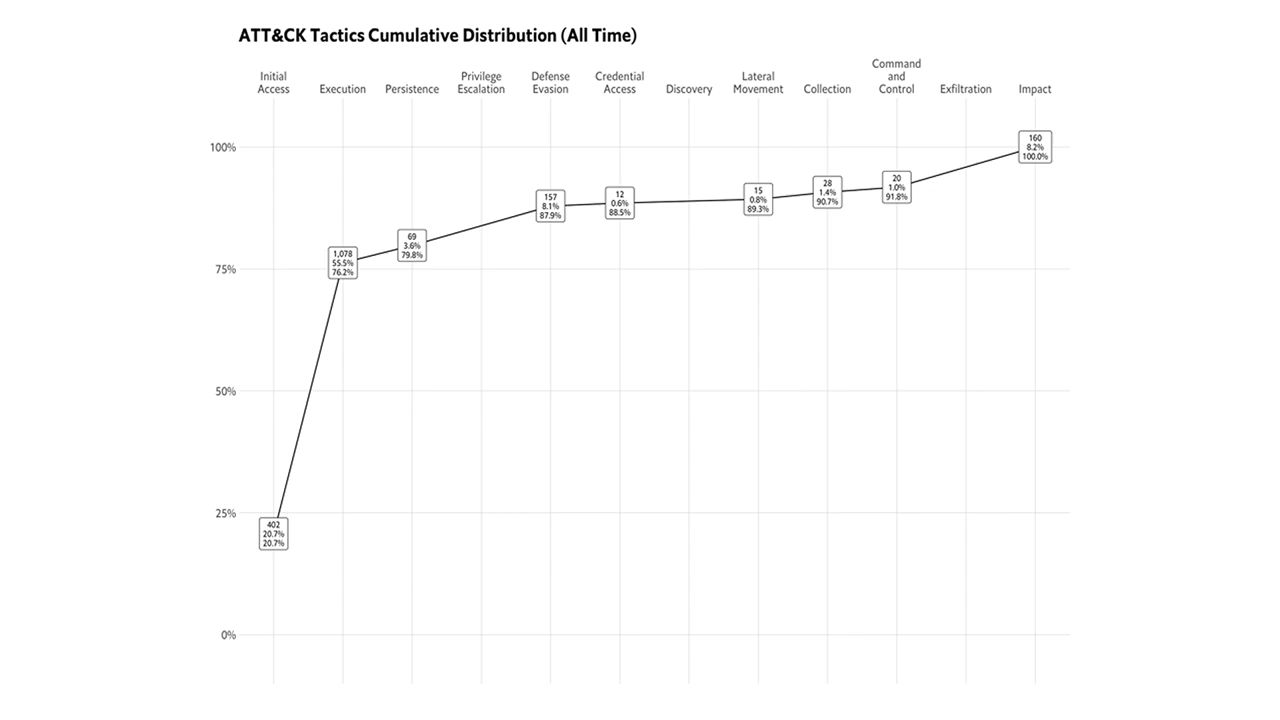 ATT&CK Tactics Cumulative Distribution (All Time)
Initial
Access
Execution
Persistence
Privilege
Escalation
Defense
Evasion
Credential
Access
Discovery
Lateral
Movement
Collection
Command
and
Control
Exfiltration
Impact
100%
75%
50%
25%
0%
402
20.7%
20.7%
1,078
55.5%
76.2%
69
3.6%
79.8%
157
8.1%
87.9%
12
0.6%
88.5%
15
0.8%
89.3%
28
1.4%
90.7%
20
1.0%
91.8%
160
8.2%
100.0%